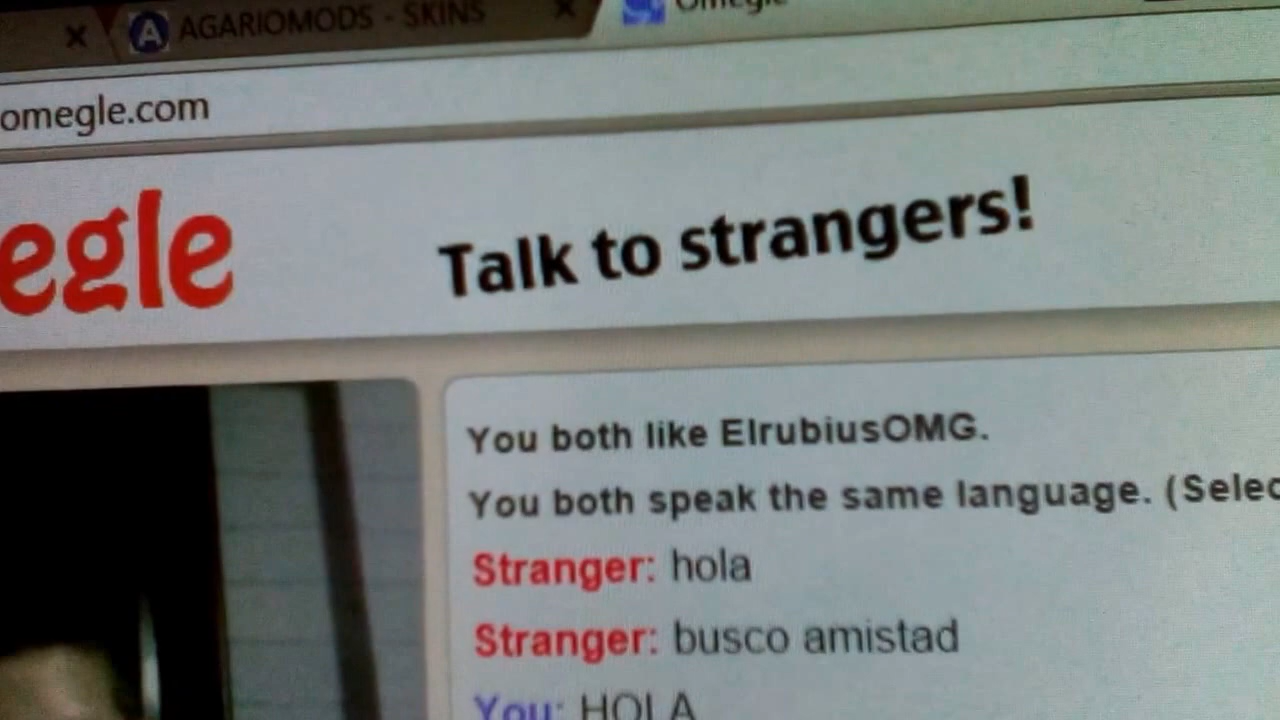 AGARIOMODS - SKINS
Omegle
omegle.com
egle
Talk to strangers!
You both like ElrubiusOMG.
You both speak the same language. (Selec
Stranger: hola
Stranger: busco amistad
You: HOLA